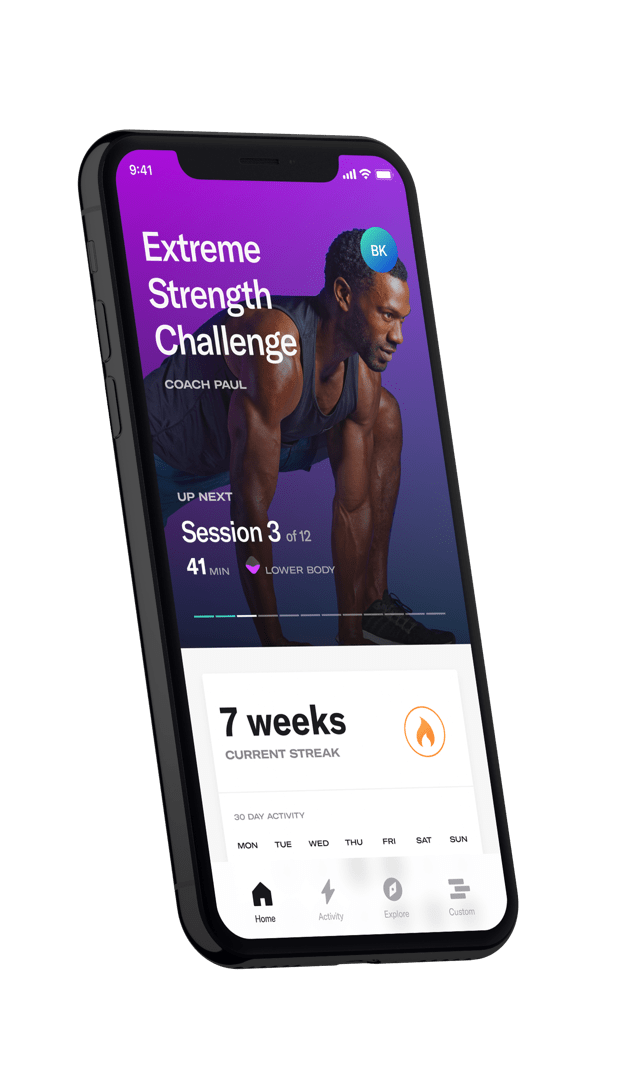 9:41
BK
Extreme
Strength
Challenge
COACH PAUL
UP NEXT
Session 3 of 12
41 MIN LOWER BODY
7 weeks
CURRENT STREAK
30 DAY ACTIVITY
MON TUE WED THU FRI SAT SUN
Home Activity Explore Custom